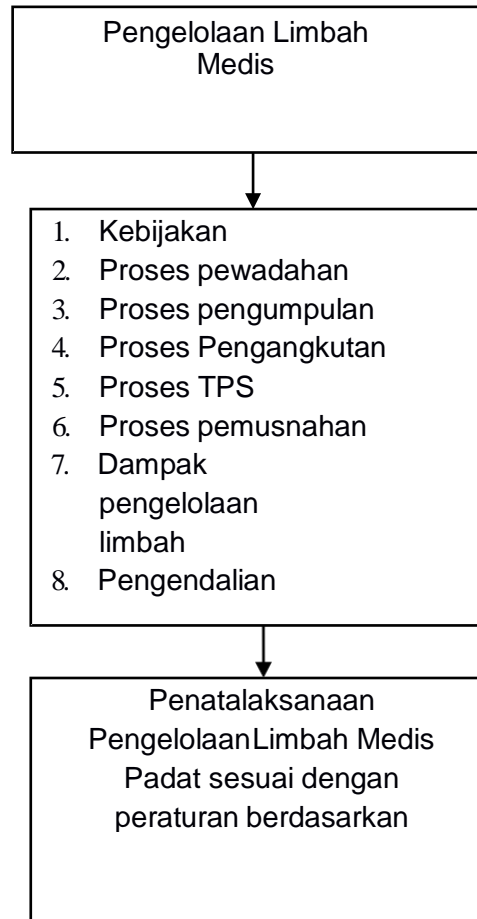 Pengelolaan Limbah
Medis
1. Kebijakan
2. Proses pewadahan
3. Proses pengumpulan
4. Proses Pengangkutan
5. Proses TPS
6. Proses pemusnahan
7. Dampak
pengelolaan
limbah
8. Pengendalian
Penatalaksanaan
PengelolaanLimbah Medis
Padat sesuai dengan
peraturan berdasarkan